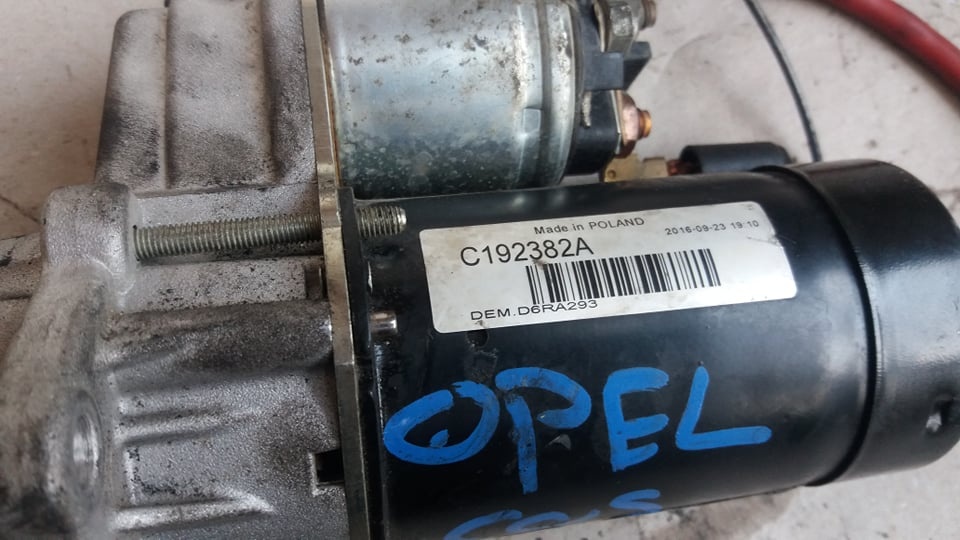 Made in POLAND
2016-09-23 19:10
C192382A
DEM.D6RA293
OPEL